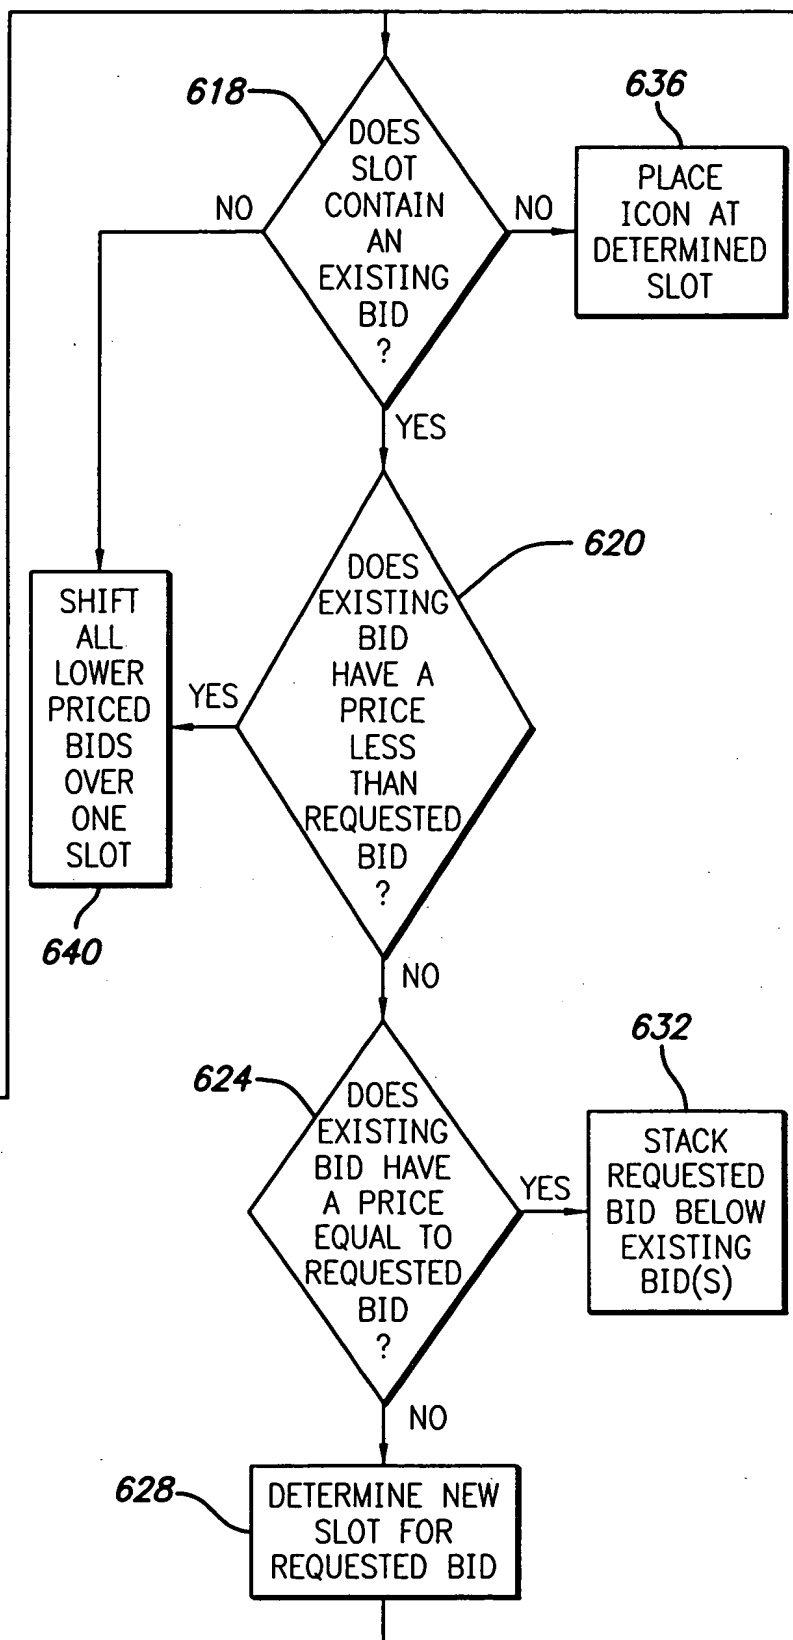 618
DOES
SLOT
CONTAIN
AN
EXISTING
BID
?
NO
NO
636
PLACE
ICON AT
DETERMINED
SLOT
YES
620
DOES
EXISTING
BID
HAVE A
PRICE
LESS
THAN
REQUESTED
BID
?
YES
SHIFT
ALL
LOWER
PRICED
BIDS
OVER
ONE
SLOT
640
NO
624
DOES
EXISTING
BID HAVE
A PRICE
EQUAL TO
REQUESTED
BID
?
YES
632
STACK
REQUESTED
BID BELOW
EXISTING
BID(S)
NO
628
DETERMINE NEW
SLOT FOR
REQUESTED BID